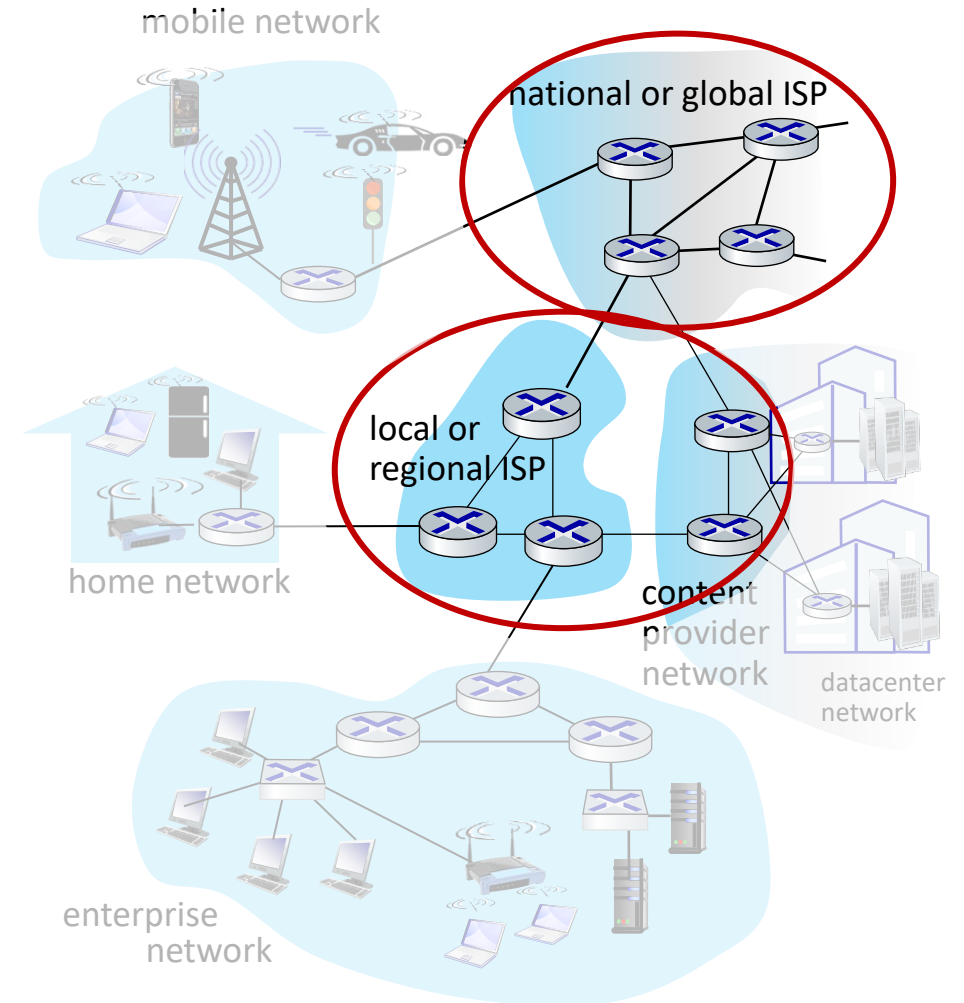 mobile network
national or global ISP
local or
regional ISP
home network
content
provider
network
datacenter
network
enterprise
network